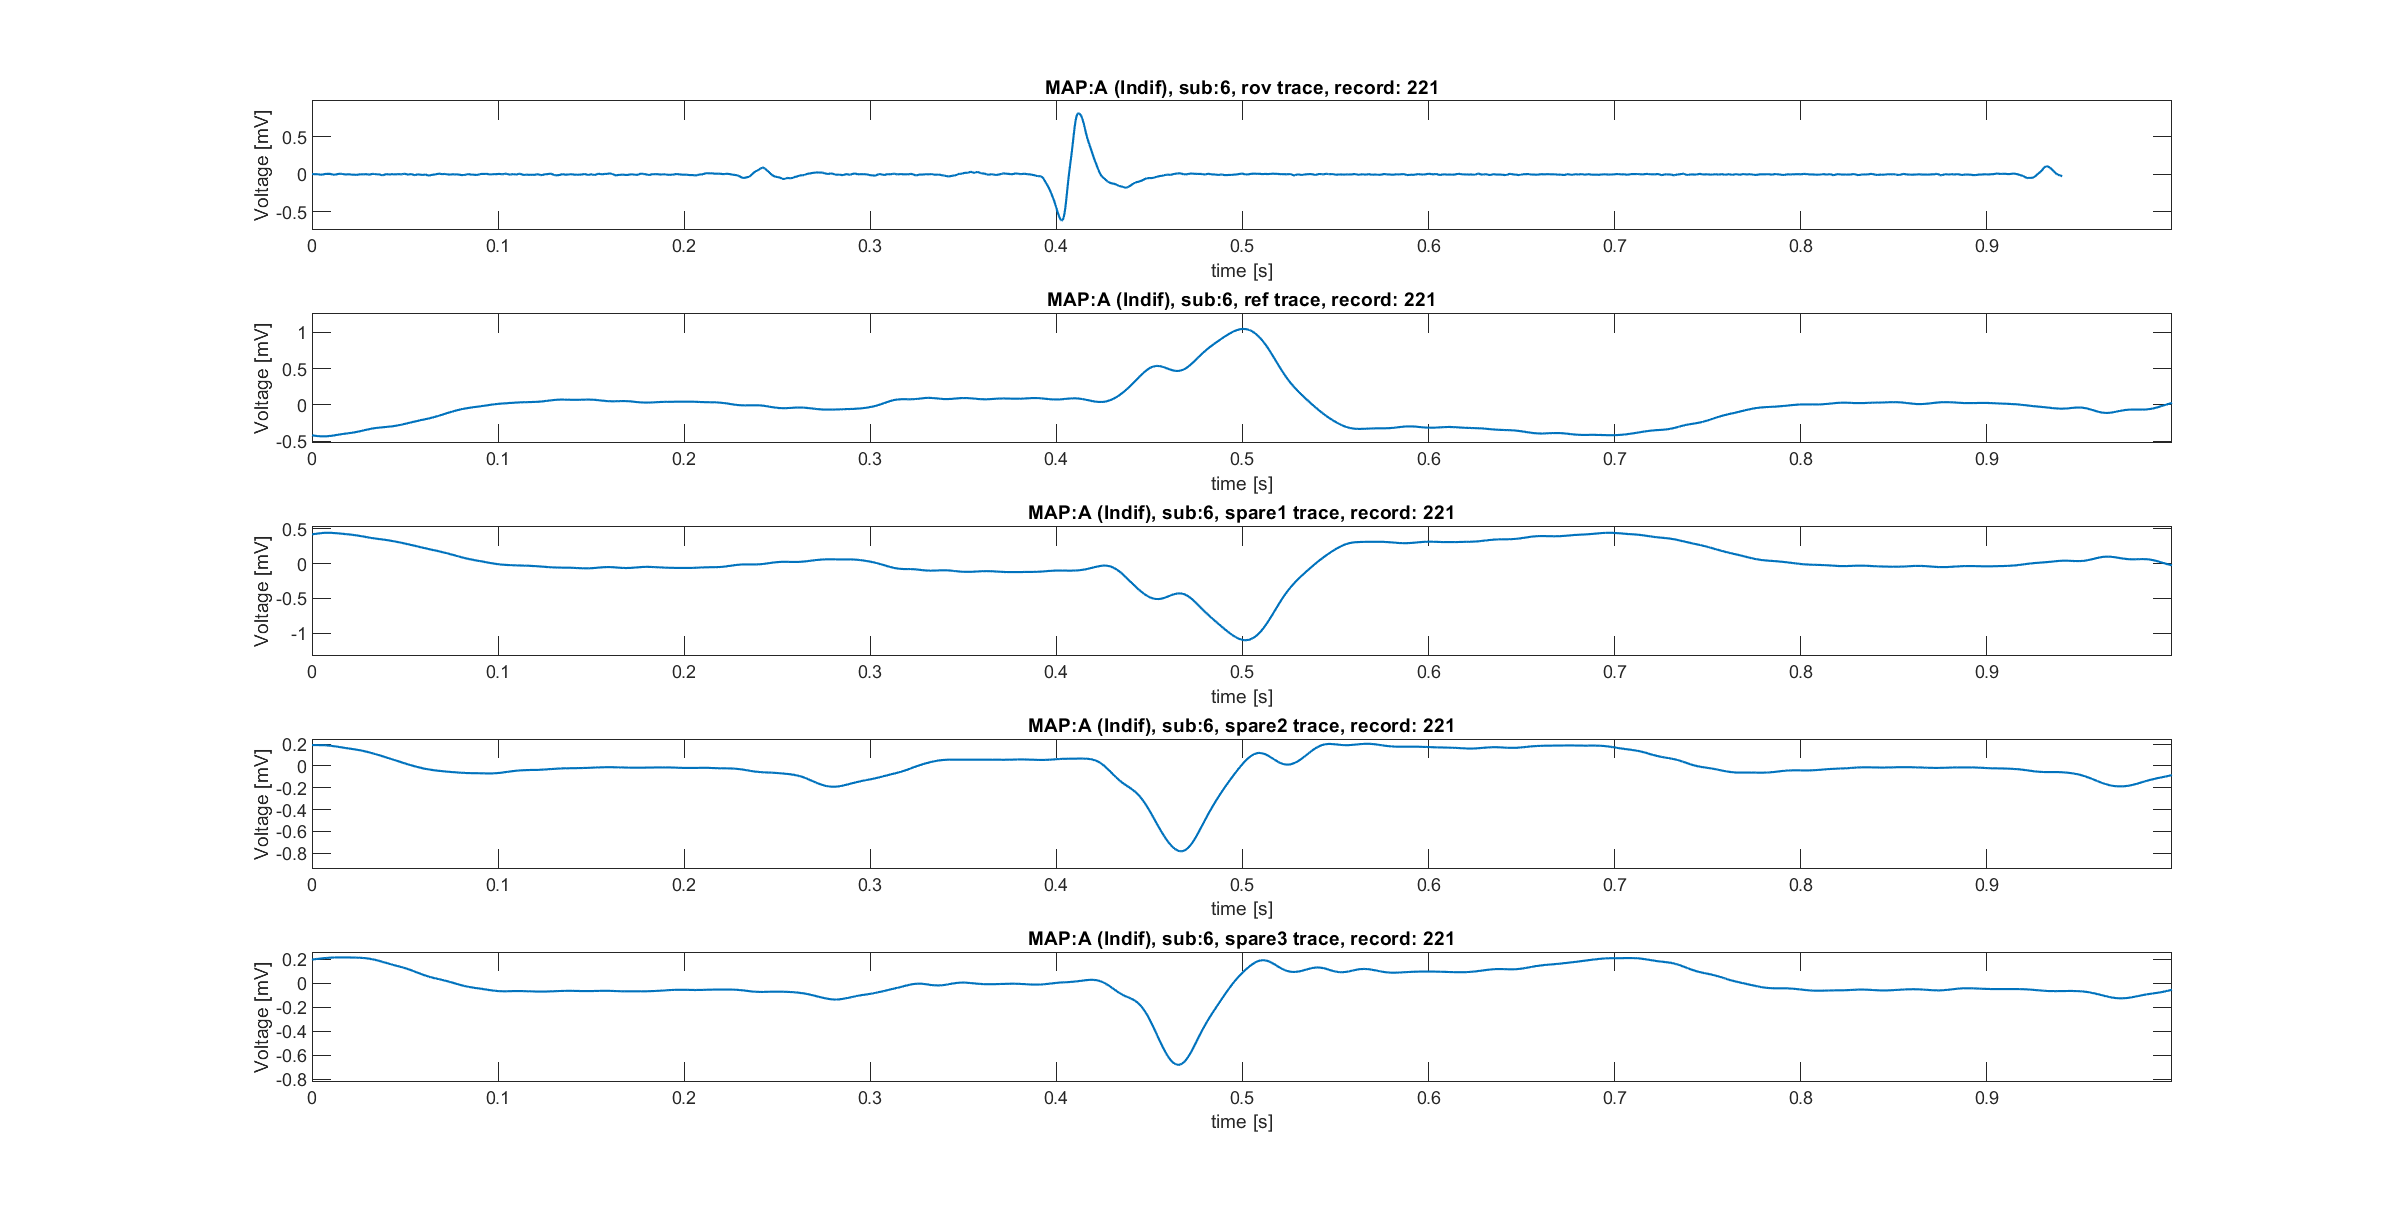 MAP:A (Indif), sub:6, rov trace, record: 221
Voltage [mV]
0.5
0
-0.5
0 0.1 0.2 0.3 0.4 0.5 0.6 0.7 0.8 0.9
time [s]
MAP:A (Indif), sub:6, ref trace, record: 221
Voltage [mV]
1
0.5
0
-0.5
0 0.1 0.2 0.3 0.4 0.5 0.6 0.7 0.8 0.9
time [s]
MAP:A (Indif), sub:6, spare1 trace, record: 221
Voltage [mV]
0.5
0
-0.5
-1
0 0.1 0.2 0.3 0.4 0.5 0.6 0.7 0.8 0.9
time [s]
MAP:A (Indif), sub:6, spare2 trace, record: 221
Voltage [mV]
0.2
0
-0.2
-0.4
-0.6
-0.8
0 0.1 0.2 0.3 0.4 0.5 0.6 0.7 0.8 0.9
time [s]
MAP:A (Indif), sub:6, spare3 trace, record: 221
Voltage [mV]
0.2
0
-0.2
-0.4
-0.6
-0.8
0 0.1 0.2 0.3 0.4 0.5 0.6 0.7 0.8 0.9
time [s]